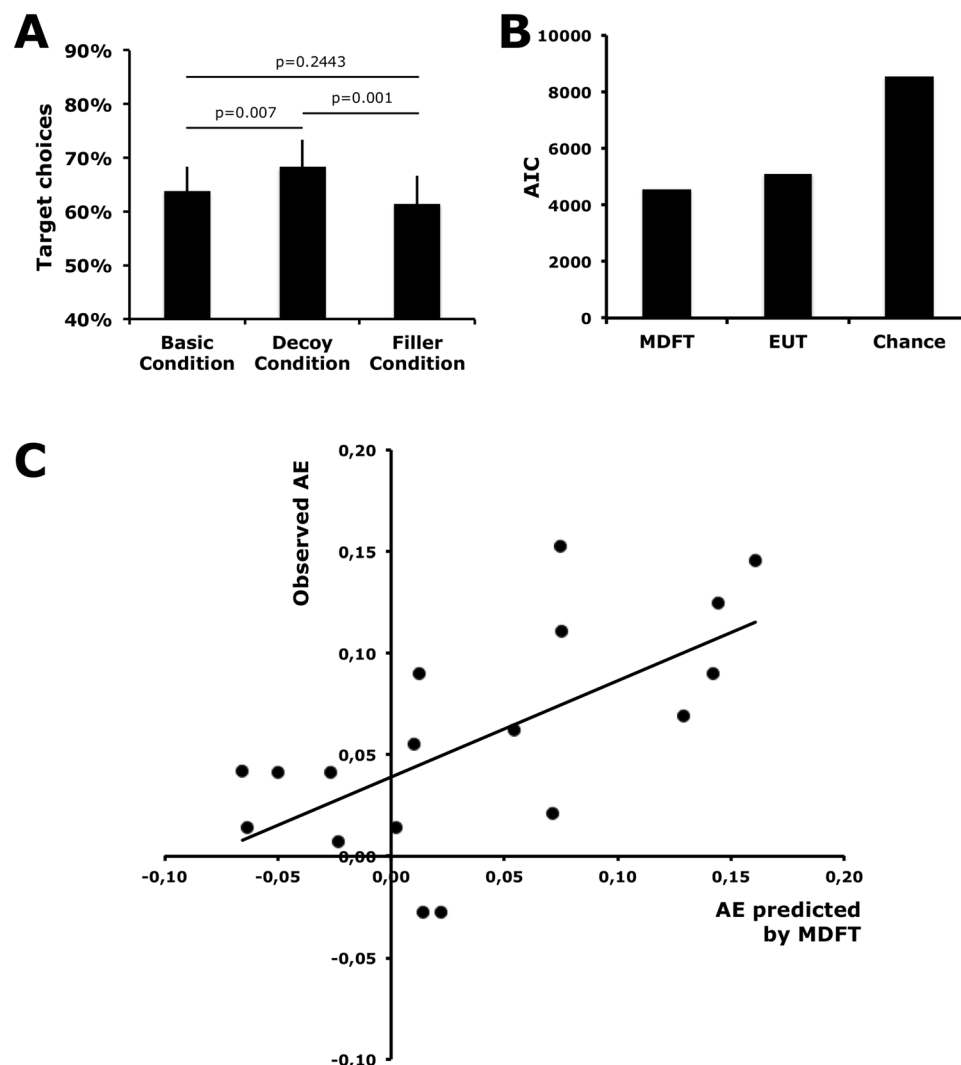 A
90%
80%
70%
60%
50%
40%
Target choices
p=0.2443
p=0.007
p=0.001
Basic Condition
Decoy Condition
Filler Condition
B
10000
8000
6000
4000
2000
0
AIC
MDFT
EUT
Chance
C
Observed AE
0,20
0,15
0,10
0,05
0,00
-0,05
-0,10
-0,10
-0,05
0,00
0,05
0,10
0,15
0,20
AE predicted
by MDFT